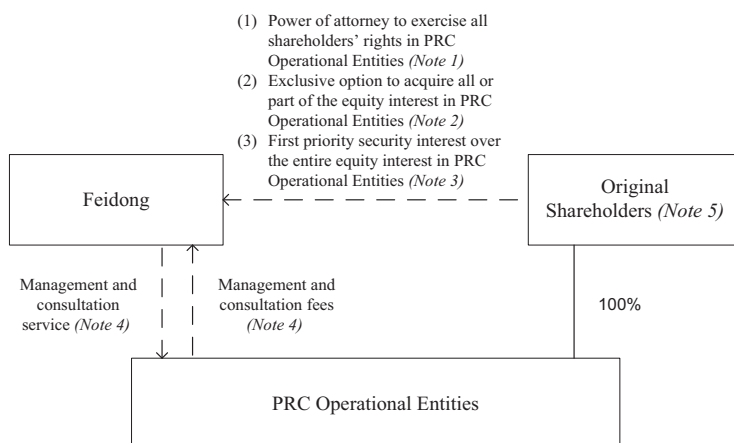 (1) Power of attorney to exercise all
shareholders’ rights in PRC
Operational Entities (Note 1)
(2) Exclusive option to acquire all or
part of the equity interest in PRC
Operational Entities (Note 2)
(3) First priority security interest over
the entire equity interest in PRC
Operational Entities (Note 3)
Feidong
Original
Shareholders (Note 5)
Management and
consultation
service (Note 4)
Management and
consultation fees
(Note 4)
100%
PRC Operational Entities